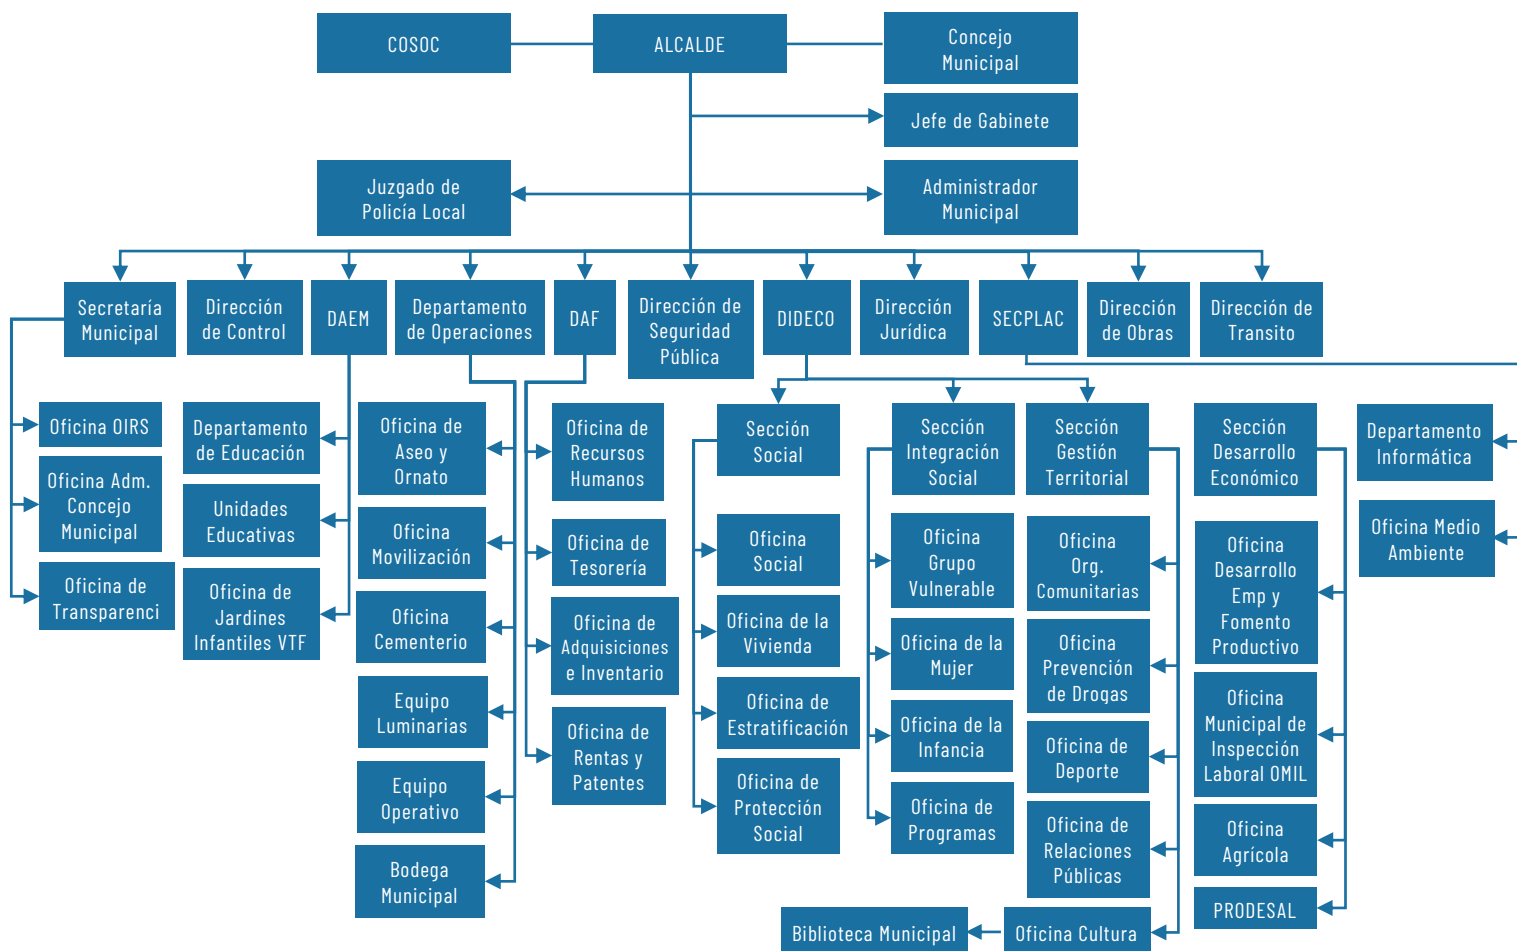 COSOC
ALCALDE
Concejo
Municipal
Jefe de Gabinete
Juzgado de
Policía Local
Administrador
Municipal
Secretaría
Municipal
Dirección
de Control
DAEM
Departamento
de Operaciones
DAF
Dirección de
Seguridad
Pública
DIDECO
Dirección
Jurídica
SECPLAC
Dirección
de Obras
Dirección de
Transito
Oficina OIRS
Oficina Adm.
Concejo
Municipal
Oficina de
Transparenci
Departamento
de Educación
Unidades
Educativas
Oficina de
Jardines
Infantiles VTF
Oficina de
Aseo y
Ornato
Oficina
Movilización
Oficina
Cementerio
Equipo
Luminarias
Equipo
Operativo
Bodega
Municipal
Oficina de
Recursos
Humanos
Oficina de
Tesorería
Oficina de
Adquisiciones
e Inventario
Oficina de
Rentas y
Patentes
Sección
Social
Oficina
Social
Oficina de la
Vivienda
Oficina de
Estratificación
Oficina de
Protección
Social
Sección
Integración
Social
Oficina
Grupo
Vulnerable
Oficina de la
Mujer
Oficina de la
Infancia
Oficina de
Programas
Sección
Gestión
Territorial
Oficina
Org.
Comunitarias
Oficina
Prevención
de Drogas
Oficina de
Deporte
Oficina de
Relaciones
Públicas
Oficina Cultura
Biblioteca Municipal
Sección
Desarrollo
Económico
Oficina
Desarrollo
Emp y
Fomento
Productivo
Oficina
Municipal de
Inspección
Laboral OMIL
Oficina
Agrícola
PRODESAL
Departamento
Informática
Oficina Medio
Ambiente